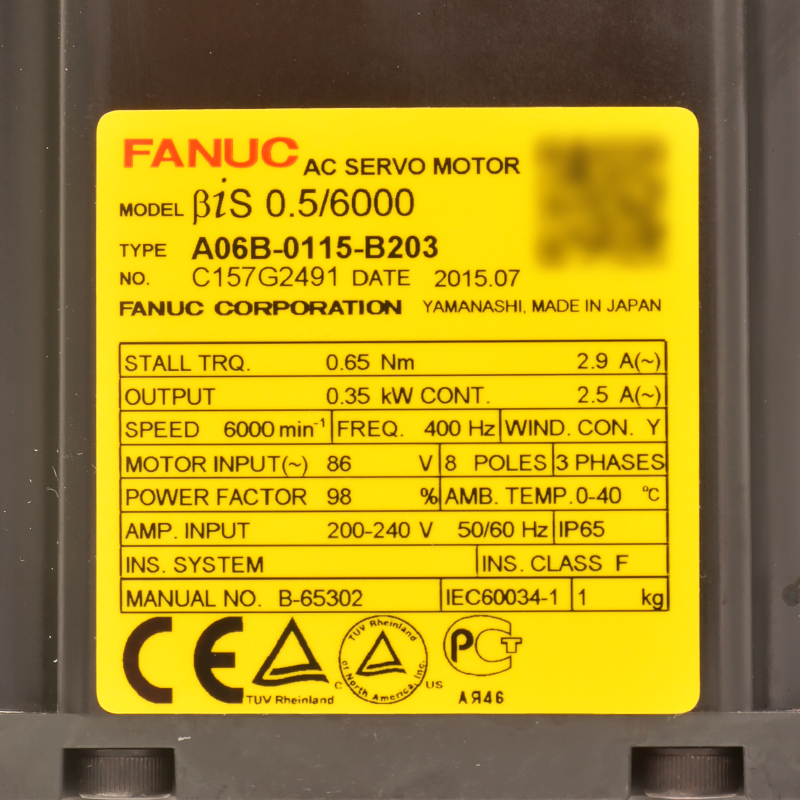 FANUC AC SERVO MOTOR
MODEL βiS 0.5/6000
TYPE A06B-0115-B203
NO. C157G2491 DATE 2015.07
FANUC CORPORATION YAMANASHI, MADE IN JAPAN
STALL TRQ. 0.65 Nm 2.9 A(~)
OUTPUT 0.35 kW CONT. 2.5 A(~)
SPEED 6000 min⁻¹ FREQ. 400 Hz WIND. CON. Y
MOTOR INPUT(~) 86 V 8 POLES 3 PHASES
POWER FACTOR 98 % AMB. TEMP. 0-40 °C
AMP. INPUT 200-240 V 50/60 Hz IP65
INS. SYSTEM INS. CLASS F
MANUAL NO. B-65302 IEC60034-1 1 kg
CE
TUV Rheinland
TUV Rheinland of North America, Inc.
C US
РСТ
АЯ46